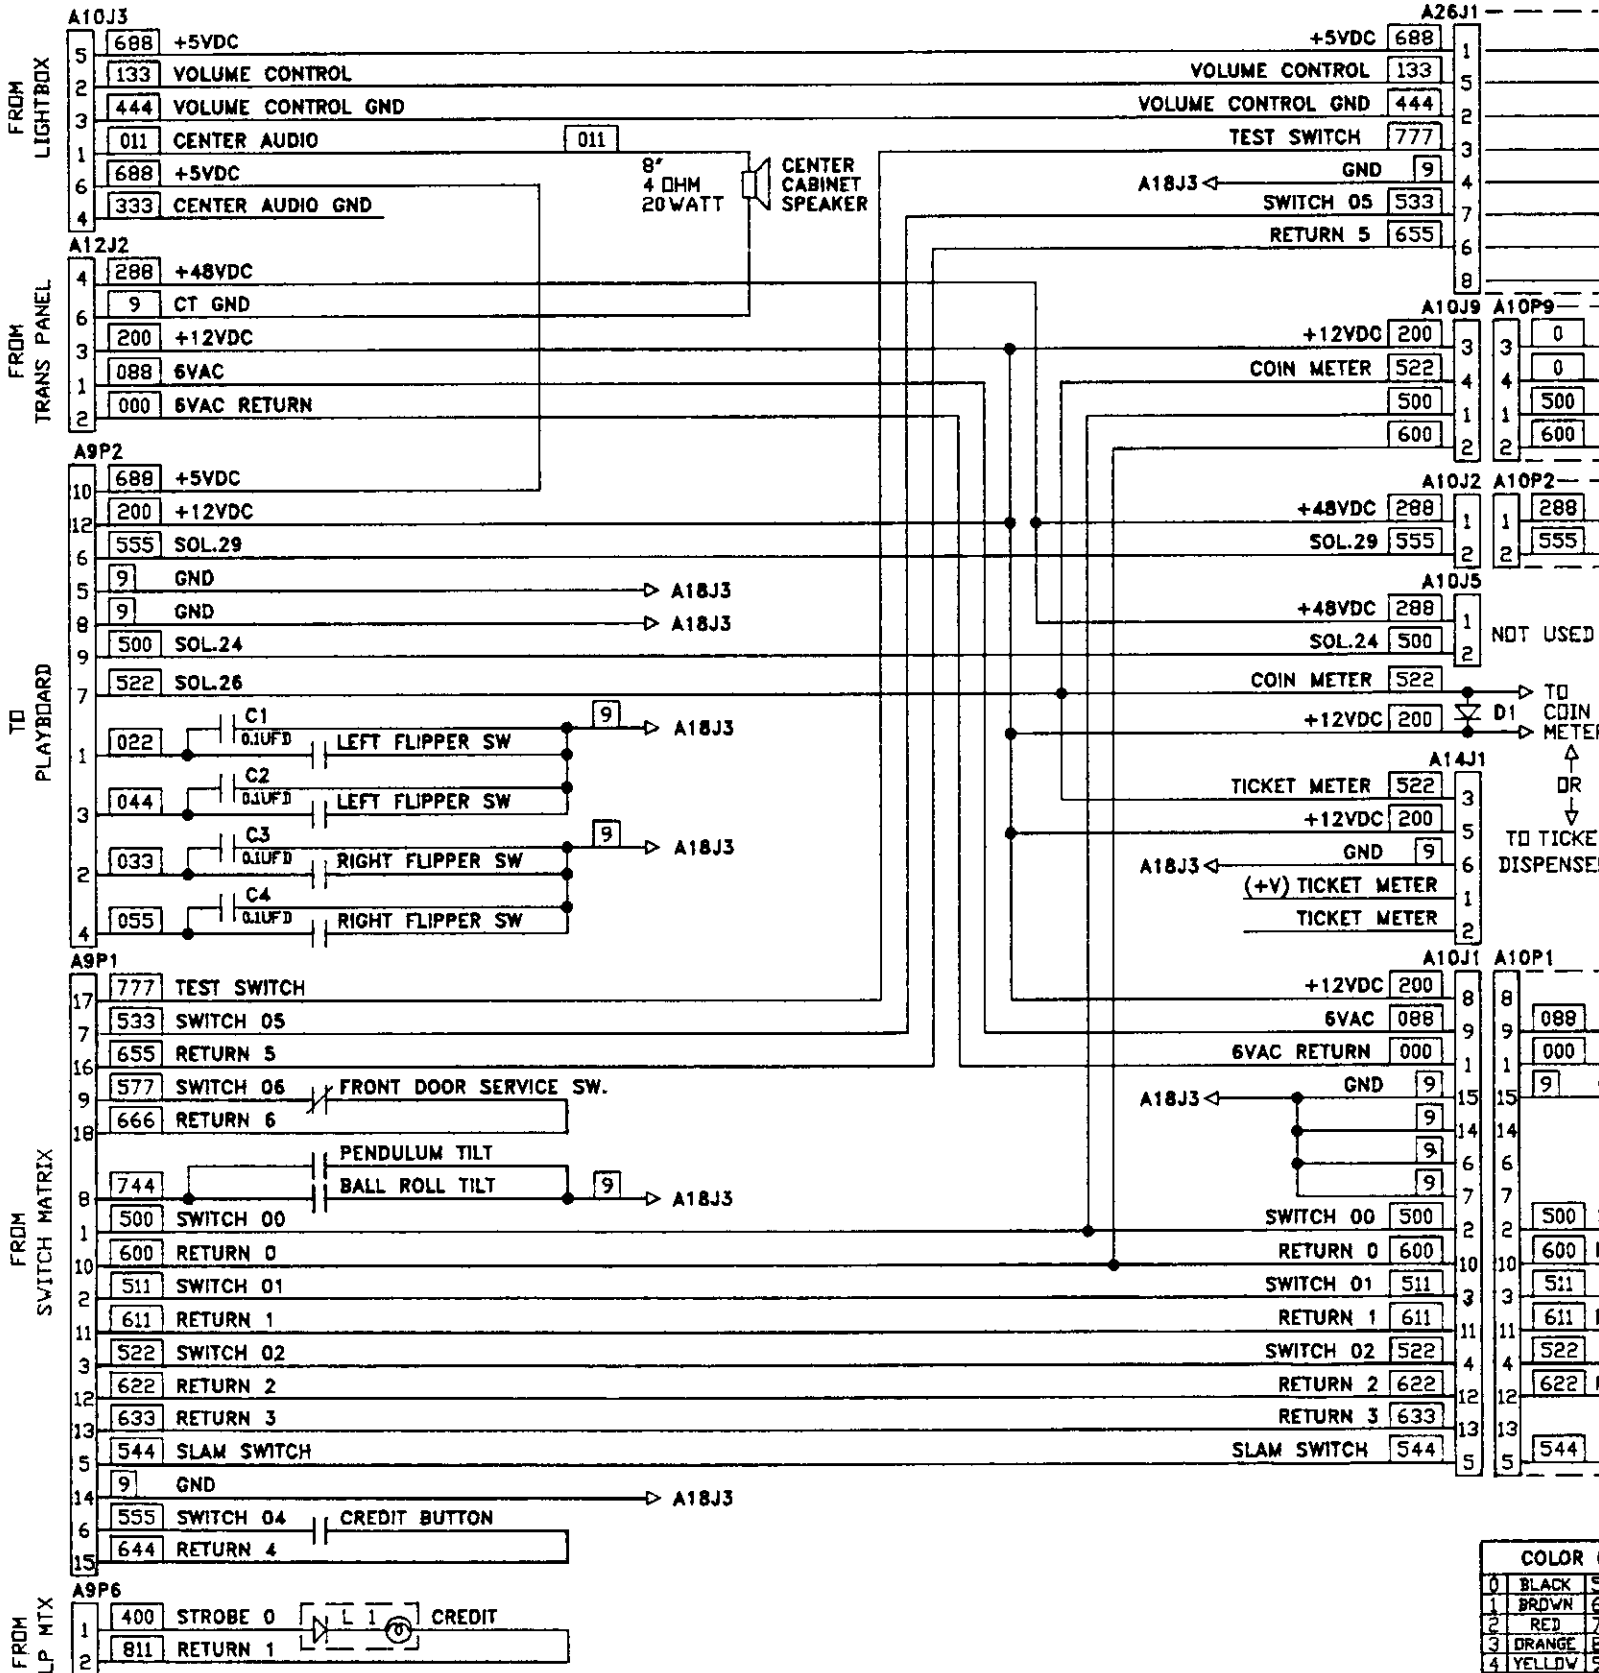 A10J3
FROM
LIGHTBOX
5 688 +5VDC
2 133 VOLUME CONTROL
3 444 VOLUME CONTROL GND
1 011 CENTER AUDIO 011
6 688 +5VDC
4 333 CENTER AUDIO GND
8"
4 OHM
20 WATT
CENTER
CABINET
SPEAKER
A12J2
FROM
TRANS PANEL
4 288 +48VDC
6 9 CT GND
3 200 +12VDC
1 088 6VAC
2 000 6VAC RETURN
A9P2
TO
PLAYBOARD
10 688 +5VDC
12 200 +12VDC
6 555 SOL.29
5 9 GND A18J3
8 9 GND A18J3
9 500 SOL.24
7 522 SOL.26
C1
0.1UFD
9 A18J3
1 022 LEFT FLIPPER SW
C2
0.1UFD
3 044 LEFT FLIPPER SW
C3
0.1UFD
9 A18J3
2 033 RIGHT FLIPPER SW
C4
0.1UFD
4 055 RIGHT FLIPPER SW
A9P1
FROM
SWITCH MATRIX
17 777 TEST SWITCH
7 533 SWITCH 05
16 655 RETURN 5
9 577 SWITCH 06 FRONT DOOR SERVICE SW.
18 666 RETURN 6
PENDULUM TILT
8 744 BALL ROLL TILT 9 A18J3
1 500 SWITCH 00
10 600 RETURN 0
2 511 SWITCH 01
11 611 RETURN 1
3 522 SWITCH 02
12 622 RETURN 2
13 633 RETURN 3
5 544 SLAM SWITCH
14 9 GND A18J3
6 555 SWITCH 04 CREDIT BUTTON
15 644 RETURN 4
A9P6
FROM
LP MTX
1 400 STROBE 0 L 1 CREDIT
2 811 RETURN 1
A26J1
+5VDC 688 1
VOLUME CONTROL 133 5
VOLUME CONTROL GND 444 2
TEST SWITCH 777 3
A18J3 GND 9 4
SWITCH 05 533 7
RETURN 5 655 6
8
A10J9 A10P9
+12VDC 200 3 3 0
COIN METER 522 4 4 0
500 1 1 500
600 2 2 600
A10J2 A10P2
+48VDC 288 1 1 288
SOL.29 555 2 2 555
A10J5
+48VDC 288 1
SOL.24 500 2
NOT USED
COIN METER 522
+12VDC 200
D1
TO
COIN
METER
OR
TO TICKE
DISPENSE
A14J1
TICKET METER 522 3
+12VDC 200 5
A18J3 GND 9 6
(+V) TICKET METER 1
TICKET METER 2
A10J1 A10P1
+12VDC 200 8 8
6VAC 088 9 9 088
6VAC RETURN 000 1 1 000
A18J3 GND 9 15 15 9
9 14 14
9 6 6
9 7 7
SWITCH 00 500 2 2 500
RETURN 0 600 10 10 600
SWITCH 01 511 3 3 511
RETURN 1 611 11 11 611
SWITCH 02 522 4 4 522
RETURN 2 622 12 12 622
RETURN 3 633 13 13
SLAM SWITCH 544 5 5 544
COLOR
0 BLACK 5
1 BROWN 6
2 RED 7
3 ORANGE 8
4 YELLOW